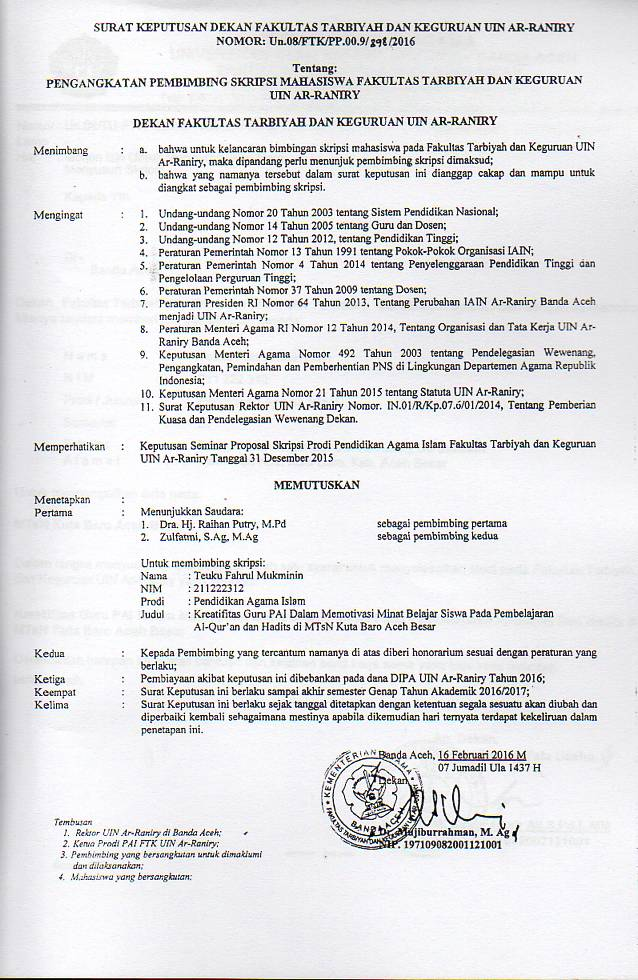 SURAT KEPUTUSAN DEKAN FAKULTAS TARBIYAH DAN KEGURUAN UIN AR-RANIRY
NOMOR: Un.08/FTK/PP.00.9/898/2016
Tentang:
PENGANGKATAN PEMBIMBING SKRIPSI MAHASISWA FAKULTAS TARBIYAH DAN KEGURUAN
UIN AR-RANIRY
DEKAN FAKULTAS TARBIYAH DAN KEGURUAN UIN AR-RANIRY
Menimbang : a. bahwa untuk kelancaran bimbingan skripsi mahasiswa pada Fakultas Tarbiyah dan Keguruan UIN
Ar-Raniry, maka dipandang perlu menunjuk pembimbing skripsi dimaksud;
b. bahwa yang namanya tersebut dalam surat keputusan ini dianggap cakap dan mampu untuk
diangkat sebagai pembimbing skripsi.
Mengingat : 1. Undang-undang Nomor 20 Tahun 2003 tentang Sistem Pendidikan Nasional;
2. Undang-undang Nomor 14 Tahun 2005 tentang Guru dan Dosen;
3. Undang-undang Nomor 12 Tahun 2012, tentang Pendidikan Tinggi;
4. Peraturan Pemerintah Nomor 13 Tahun 1991 tentang Pokok-Pokok Organisasi IAIN;
5. Peraturan Pemerintah Nomor 4 Tahun 2014 tentang Penyelenggaraan Pendidikan Tinggi dan
Pengelolaan Perguruan Tinggi;
6. Peraturan Pemerintah Nomor 37 Tahun 2009 tentang Dosen;
7. Peraturan Presiden RI Nomor 64 Tahun 2013, Tentang Perubahan IAIN Ar-Raniry Banda Aceh
menjadi UIN Ar-Raniry;
8. Peraturan Menteri Agama RI Nomor 12 Tahun 2014, Tentang Organisasi dan Tata Kerja UIN Ar-
Raniry Banda Aceh;
9. Keputusan Menteri Agama Nomor 492 Tahun 2003 tentang Pendelegasian Wewenang,
Pengangkatan, Pemindahan dan Pemberhentian PNS di Lingkungan Departemen Agama Republik
Indonesia;
10. Keputusan Menteri Agama Nomor 21 Tahun 2015 tentang Statuta UIN Ar-Raniry;
11. Surat Keputusan Rektor UIN Ar-Raniry Nomor. IN.01/R/Kp.07.6/01/2014, Tentang Pemberian
Kuasa dan Pendelegasian Wewenang Dekan.
Memperhatikan : Keputusan Seminar Proposal Skripsi Prodi Pendidikan Agama Islam Fakultas Tarbiyah dan Keguruan
UIN Ar-Raniry Tanggal 31 Desember 2015
MEMUTUSKAN
Menetapkan :
Pertama : Menunjukkan Saudara:
1. Dra. Hj. Raihan Putry, M.Pd sebagai pembimbing pertama
2. Zulfatmi, S.Ag, M.Ag sebagai pembimbing kedua
Untuk membimbing skripsi:
Nama : Teuku Fahrul Mukminin
NIM : 211222312
Prodi : Pendidikan Agama Islam
Judul : Kreafitifas Guru PAI Dalam Memotivasi Minat Belajar Siswa Pada Pembelajaran
Al-Qur'an dan Hadits di MTsN Kuta Baro Aceh Besar
Kedua : Kepada Pembimbing yang tercantum namanya di atas diberi honorarium sesuai dengan peraturan yang
berlaku;
Ketiga : Pembiayaan akibat keputusan ini dibebankan pada dana DIPA UIN Ar-Raniry Tahun 2016;
Keempat : Surat Keputusan ini berlaku sampai akhir semester Genap Tahun Akademik 2016/2017;
Kelima : Surat Keputusan ini berlaku sejak tanggal ditetapkan dengan ketentuan segala sesuatu akan diubah dan
diperbaiki kembali sebagaimana mestinya apabila dikemudian hari ternyata terdapat kekeliruan dalam
penetapan ini.
Banda Aceh, 16 Februari 2016 M
07 Jumadil Ula 1437 H
Dekan
KEMENTERIAN AGAMA
BANDA ACEH
FAKULTAS TARBIYAH DAN
Dr. Mujiburrahman, M. Ag
NIP. 197109082001121001
Tembusan
1. Rektor UIN Ar-Raniry di Banda Aceh;
2. Ketua Prodi PAI FTK UIN Ar-Raniry;
3. Pembimbing yang bersangkutan untuk dimaklumi
dan dilaksanakan;
4. Mahasiswa yang bersangkutan;